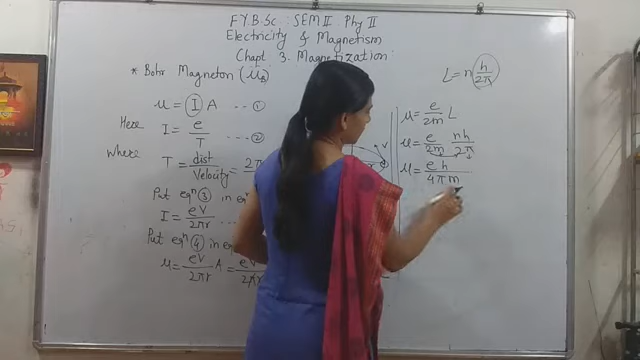 F.Y.B.Sc. : SEM II. Phy II
Electricity & Magnetism
Chapt 3. Magnetization:
* Bohr Magneton (μB)
μ = I A ---- ①
Here I = e/T ---- ②
Where T = dist/Velocity = 2π
Put eqⁿ ③ in eq
I = eV/2πr ...
Put eqⁿ ④ in eq
μ = eV/2πr A = eV/2πr
V
L = n h/2π
μ = e/2m L
μ = e/2m nh/2π
μ = eh/4πm